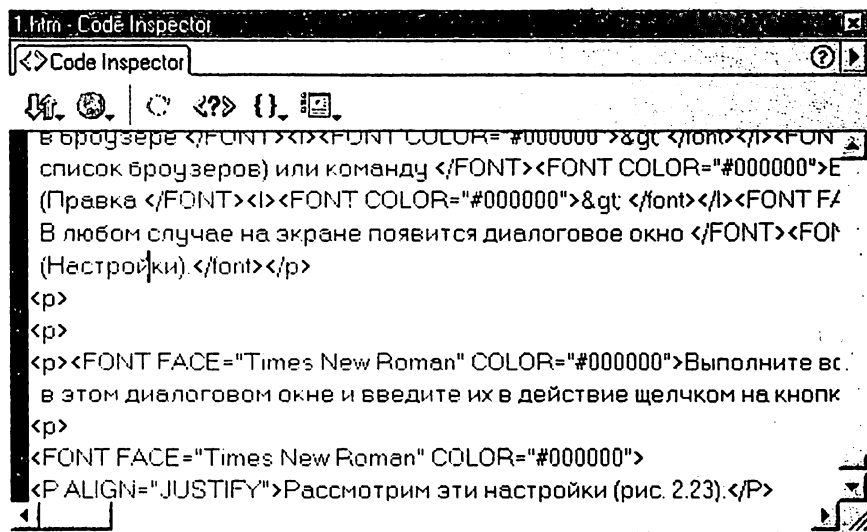 1.htm - Code Inspector
<>Code Inspector
в броузере </FONT><I><FONT COLOR="#000000">&gt </font></I><FON
список броузеров) или команду </FONT><FONT COLOR="#000000">E
(Правка </FONT><I><FONT COLOR="#000000">&gt </font></I><FONT FA
В любом случае на экране появится диалоговое окно </FONT><FON
(Настройки).</font></p>
<p>
<p>
<p><FONT FACE="Times New Roman" COLOR="#000000">Выполните вс
в этом диалоговом окне и введите их в действие щелчком на кнопк
<p>
<FONT FACE="Times New Roman" COLOR="#000000">
<P ALIGN="JUSTIFY">Рассмотрим эти настройки (рис. 2.23).</P>